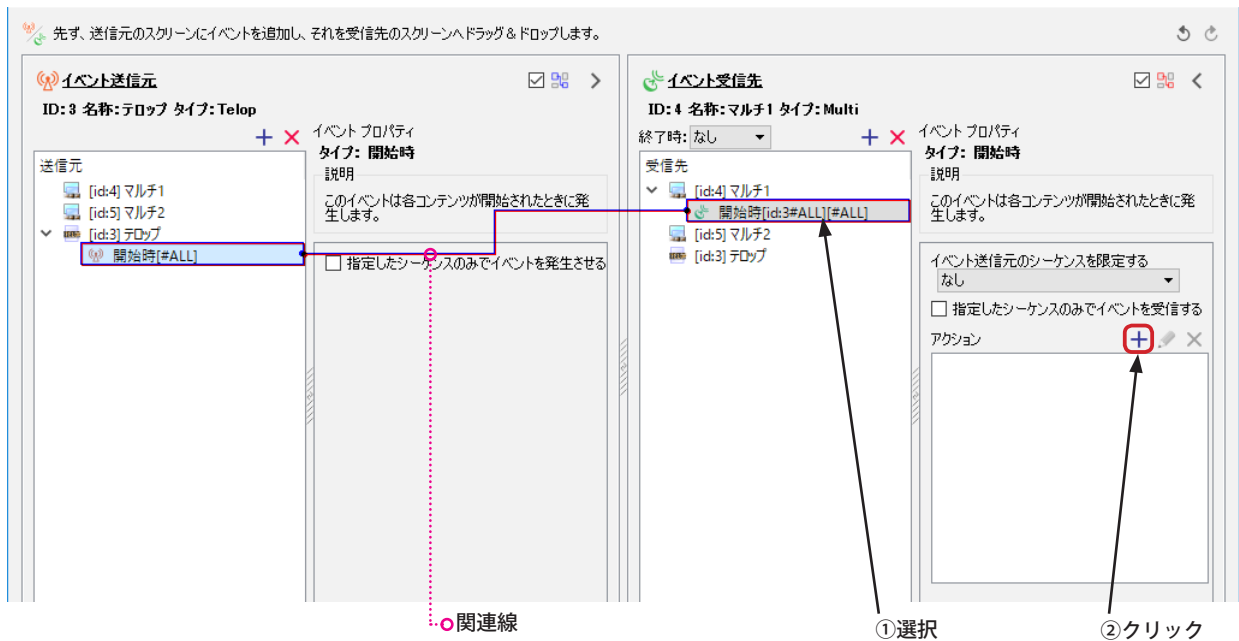 先ず、送信元のスクリーンにイベントを追加し、それを受信先のスクリーンへドラッグ＆ドロップします。
イベント送信元
ID: 3 名称: テロップ タイプ: Telop
送信元
[id:4] マルチ1
[id:5] マルチ2
[id:3] テロップ
開始時[#ALL]
イベント プロパティ
タイプ: 開始時
説明
このイベントは各コンテンツが開始されたときに発
生します。
指定したシーケンスのみでイベントを発生させる
イベント受信先
ID: 4 名称: マルチ1 タイプ: Multi
終了時: なし
受信先
[id:4] マルチ1
開始時[id:3#ALL][#ALL]
[id:5] マルチ2
[id:3] テロップ
イベント プロパティ
タイプ: 開始時
説明
このイベントは各コンテンツが開始されたときに発
生します。
イベント送信元のシーケンスを限定する
なし
指定したシーケンスのみでイベントを受信する
アクション
関連線
①選択
②クリック